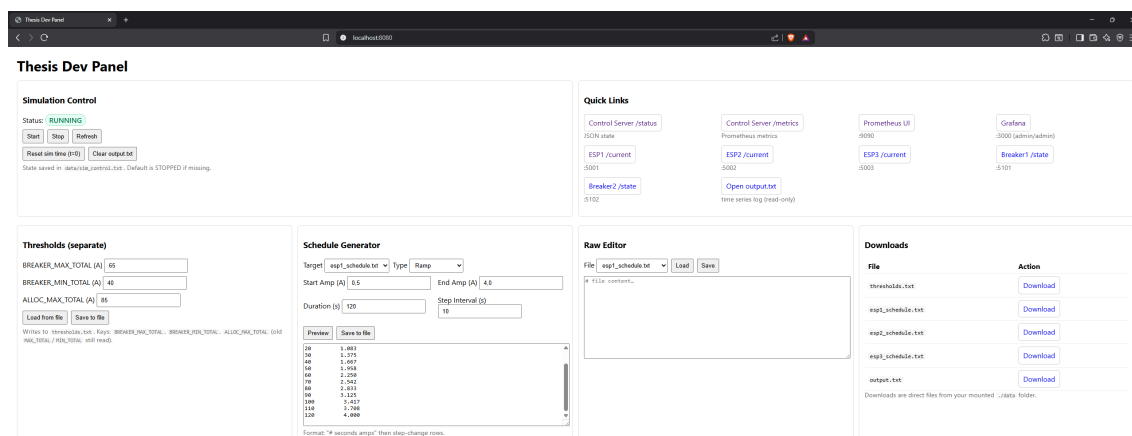 Thesis Dev Panel
localhost:8080
Thesis Dev Panel
Simulation Control
Status: RUNNING
Start Stop Refresh
Reset sim time (t=0) Clear output.txt
State saved in data/sim_control.txt. Default is STOPPED if missing.
Quick Links
Control Server /status
JSON state
Control Server /metrics
Prometheus metrics
Prometheus UI
:9090
Grafana
:3000 (admin/admin)
ESP1 /current
:5001
ESP2 /current
:5002
ESP3 /current
:5003
Breaker1 /state
:5101
Breaker2 /state
:5102
Open output.txt
time series log (read-only)
Thresholds (separate)
BREAKER_MAX_TOTAL (A) 65
BREAKER_MIN_TOTAL (A) 40
ALLOC_MAX_TOTAL (A) 85
Load from file Save to file
Writes to thresholds.txt. Keys: BREAKER_MAX_TOTAL, BREAKER_MIN_TOTAL, ALLOC_MAX_TOTAL (old
MAX_TOTAL/MIN_TOTAL still read).
Schedule Generator
Target esp1_schedule.txt Type Ramp
Start Amp (A) 0,5 End Amp (A) 4,0
Duration (s) 120 Step Interval (s) 10
Preview Save to file
20 1.083
30 1.375
40 1.667
50 1.958
60 2.250
70 2.542
80 2.833
90 3.125
100 3.417
110 3.708
120 4.000
Format: "# seconds amps" then step-change rows.
Raw Editor
File esp1_schedule.txt Load Save
# file content…
Downloads
File Action
thresholds.txt Download
esp1_schedule.txt Download
esp2_schedule.txt Download
esp3_schedule.txt Download
output.txt Download
Downloads are direct files from your mounted ./data folder.